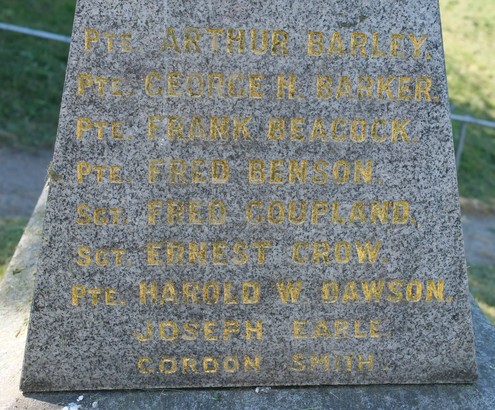 PTE. ARTHUR BARLEY.
PTE. GEORGE H. BARKER.
PTE. FRANK BEACOCK.
PTE. FRED BENSON.
SGT. FRED COUPLAND.
SGT ERNEST CROW.
PTE. HAROLD W. DAWSON.
JOSEPH EARLE
GORDON SMITH.